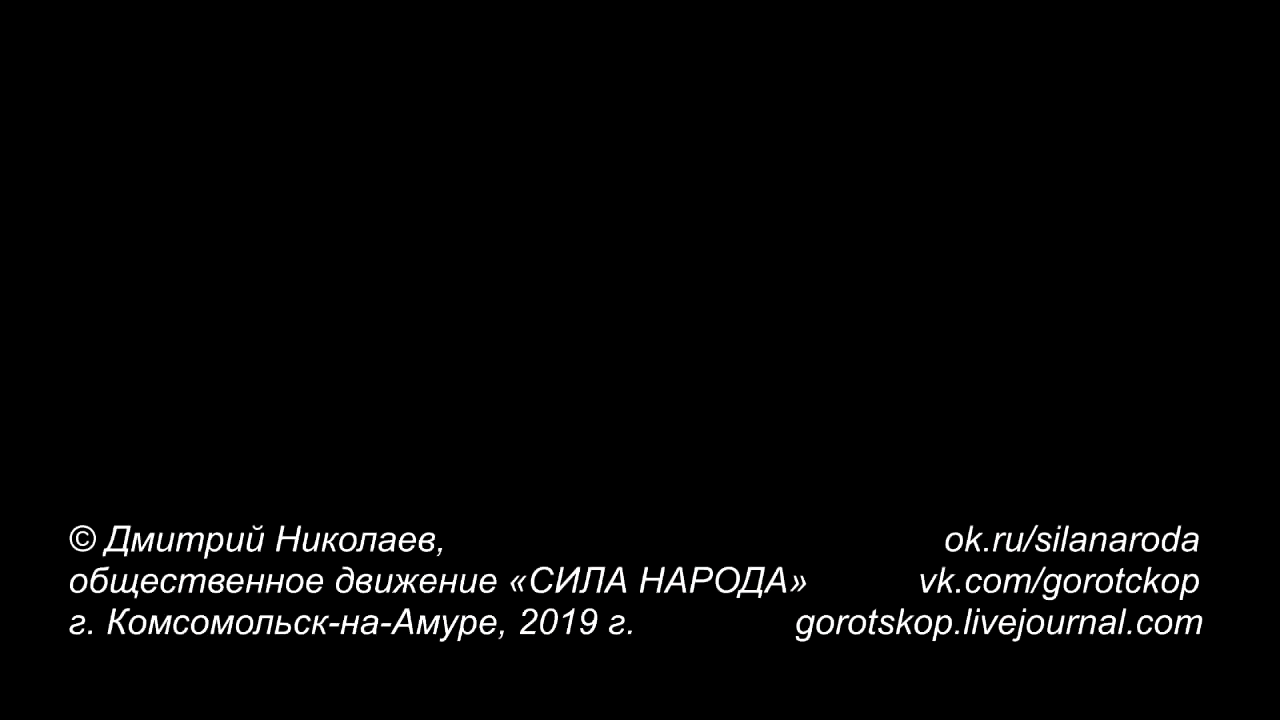 © Дмитрий Николаев,
общественное движение «СИЛА НАРОДА»
г. Комсомольск-на-Амуре, 2019 г.
ok.ru/silanaroda
vk.com/gorotckop
gorotskop.livejournal.com